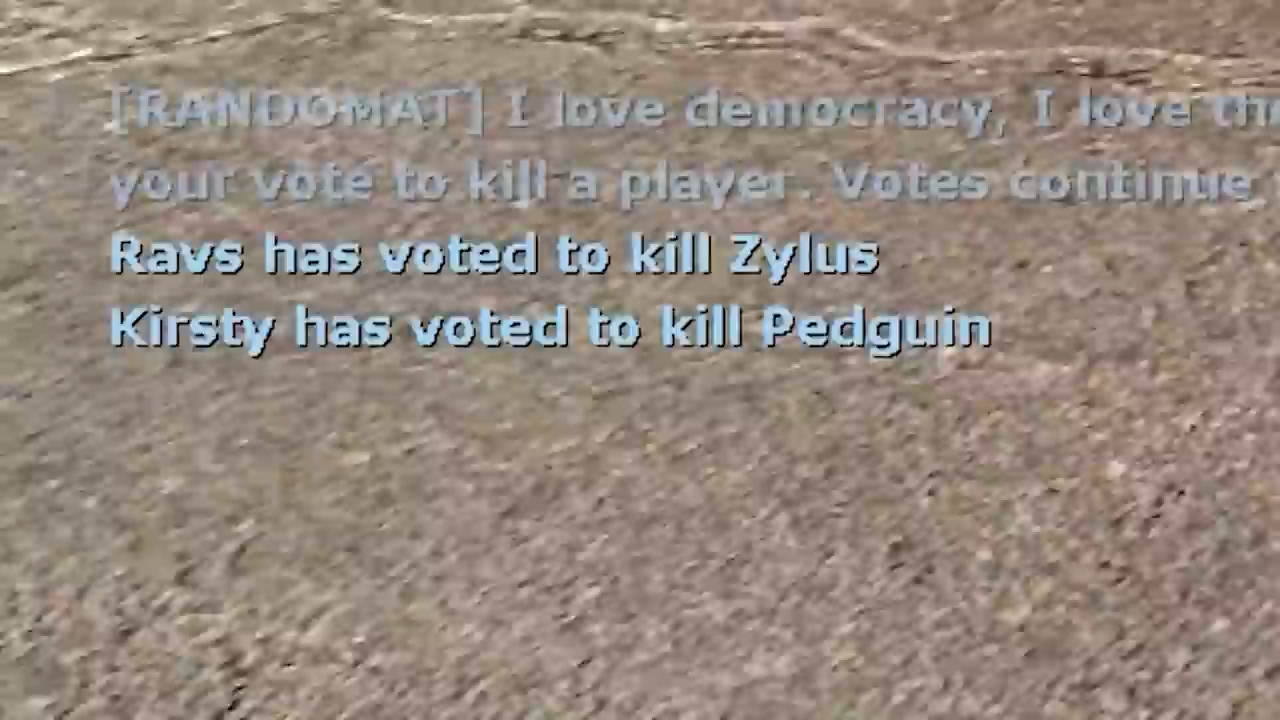 [RANDOMAT] I love democracy, I love
your vote to kill a player. Votes continue
Ravs has voted to kill Zylus
Kirsty has voted to kill Pedguin